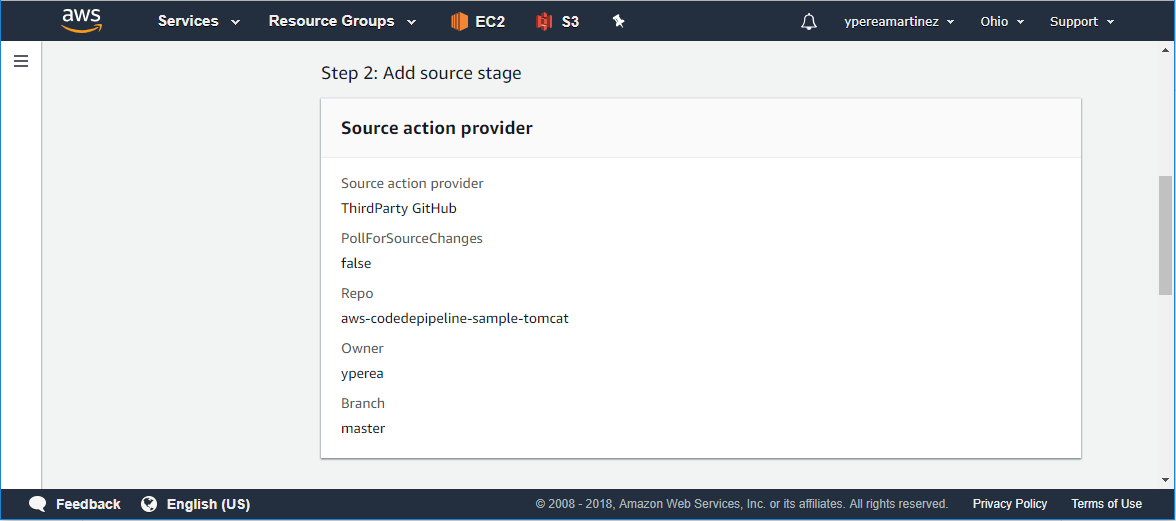 aws Services Resource Groups EC2 S3 ypereamartinez Ohio Support
Step 2: Add source stage
Source action provider
Source action provider
ThirdParty GitHub
PollForSourceChanges
false
Repo
aws-codedepipeline-sample-tomcat
Owner
yperea
Branch
master
Feedback English (US) © 2008 - 2018, Amazon Web Services, Inc. or its affiliates. All rights reserved. Privacy Policy Terms of Use